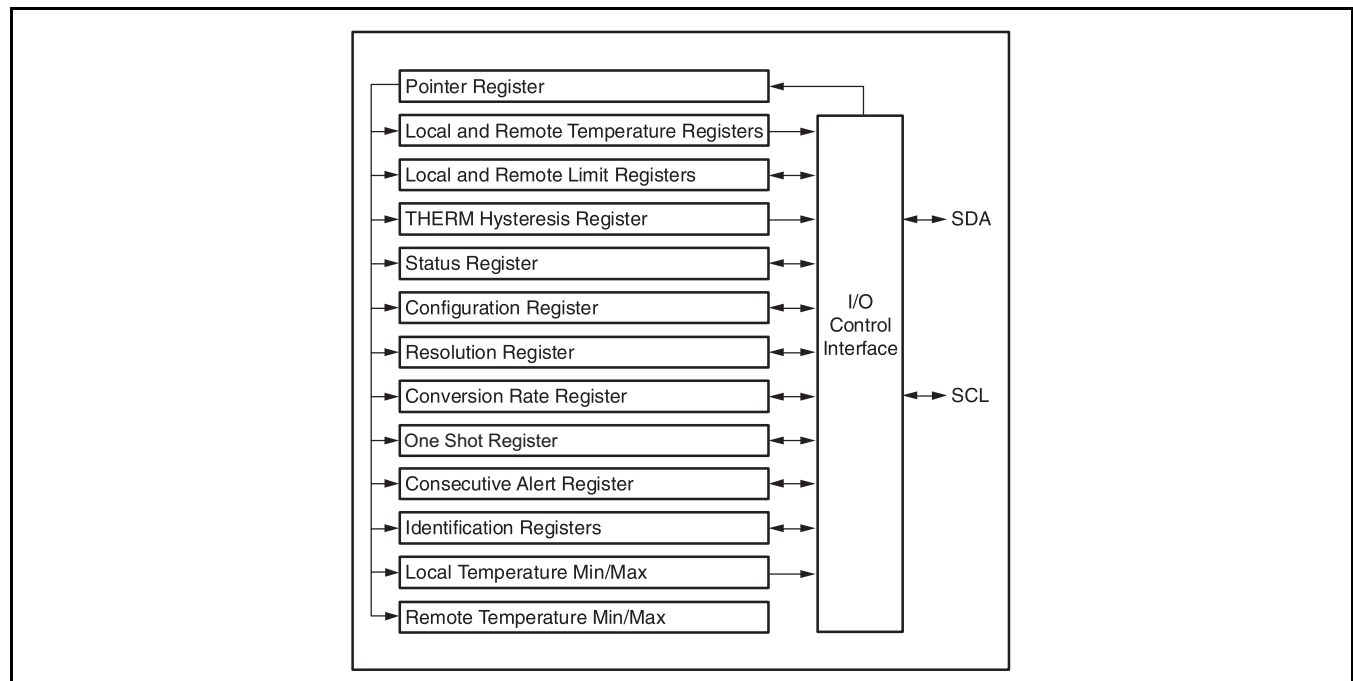 Pointer Register
Local and Remote Temperature Registers
Local and Remote Limit Registers
THERM Hysteresis Register
SDA
Status Register
Configuration Register
I/O
Control
Interface
Resolution Register
Conversion Rate Register
SCL
One Shot Register
Consecutive Alert Register
Identification Registers
Local Temperature Min/Max
Remote Temperature Min/Max